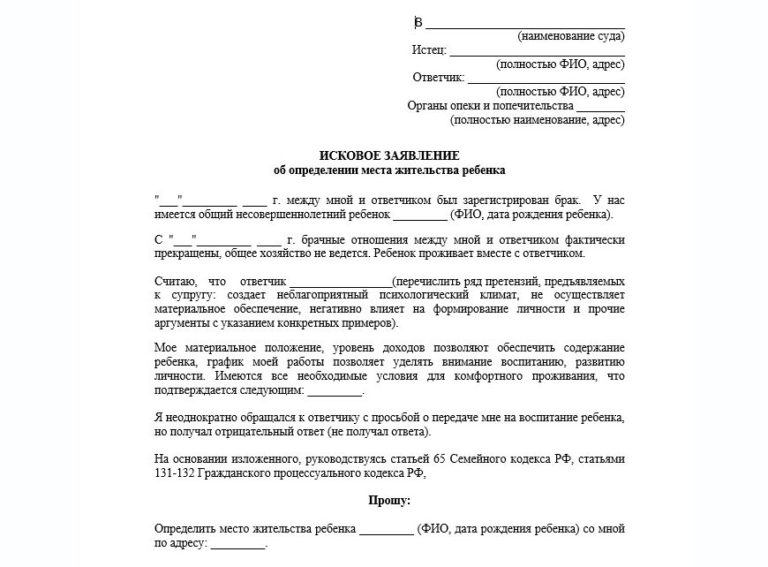 В ________________________________
(наименование суда)
Истец: ____________________________
(полностью ФИО, адрес)
Ответчик: _________________________
(полностью ФИО, адрес)
Органы опеки и попечительства ________
(полностью наименование, адрес)
ИСКОВОЕ ЗАЯВЛЕНИЕ
об определении места жительства ребенка
"___"_________ ____ г. между мной и ответчиком был зарегистрирован брак. У нас
имеется общий несовершеннолетний ребенок _________ (ФИО, дата рождения ребенка).
С "___"_________ ____ г. брачные отношения между мной и ответчиком фактически
прекращены, общее хозяйство не ведется. Ребенок проживает вместе с ответчиком.
Считаю, что ответчик _________________(перечислить ряд претензий, предъявляемых
к супругу: создает неблагоприятный психологический климат, не осуществляет
материальное обеспечение, негативно влияет на формирование личности и прочие
аргументы с указанием конкретных примеров).
Мое материальное положение, уровень доходов позволяют обеспечить содержание
ребенка, график моей работы позволяет уделять внимание воспитанию, развитию
личности. Имеются все необходимые условия для комфортного проживания, что
подтверждается следующим: _________.
Я неоднократно обращался к ответчику с просьбой о передаче мне на воспитание ребенка,
но получал отрицательный ответ (не получал ответа).
На основании изложенного, руководствуясь статьей 65 Семейного кодекса РФ, статьями
131-132 Гражданского процессуального кодекса РФ,
Прошу:
Определить место жительства ребенка _________ (ФИО, дата рождения ребенка) со мной
по адресу: _________.